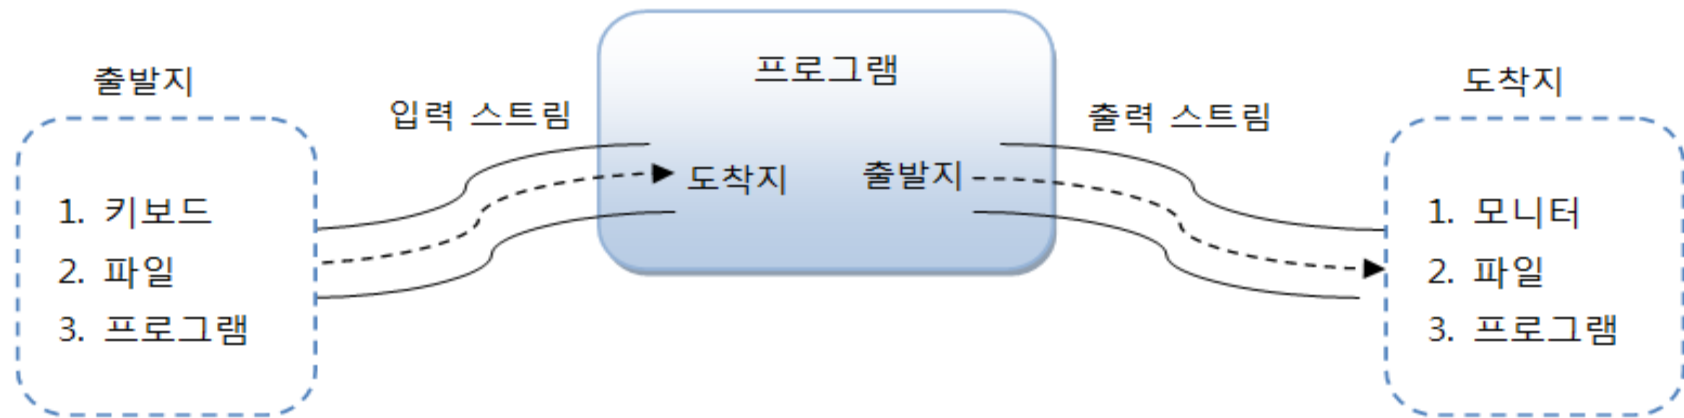 출발지
1. 키보드
2. 파일
3. 프로그램
입력 스트림
프로그램
도착지
출발지
출력 스트림
도착지
1. 모니터
2. 파일
3. 프로그램